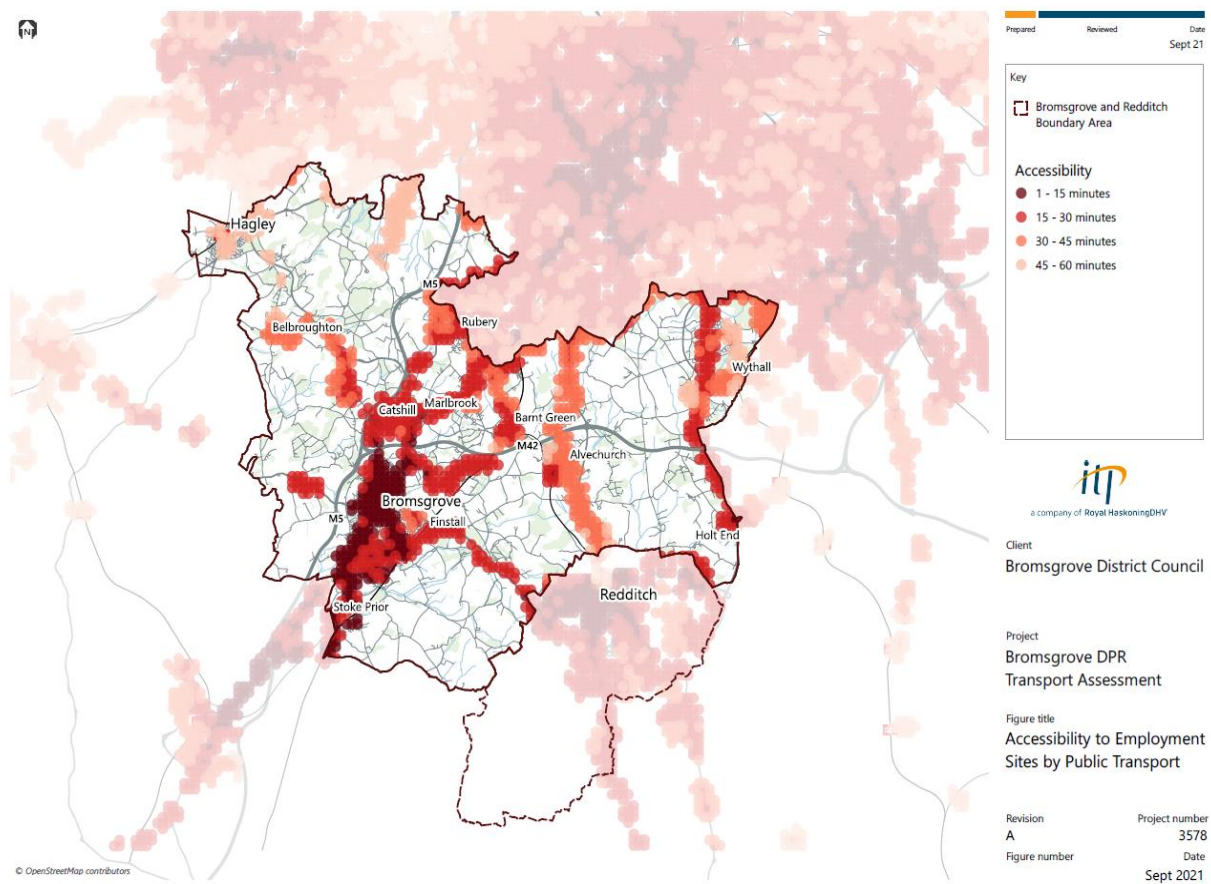 N
Hagley
M5
Rubery
Belbroughton
Wythall
Catshill
Marlbrook
Barnt Green
M42
Alvechurch
Bromsgrove
M5
Finstall
Holt End
Stoke Prior
Redditch
© OpenStreetMap contributors
Prepared Reviewed Date
Sept 21
Key
Bromsgrove and Redditch
Boundary Area
Accessibility
1 - 15 minutes
15 - 30 minutes
30 - 45 minutes
45 - 60 minutes
itp
a company of Royal HaskoningDHV
Client
Bromsgrove District Council
Project
Bromsgrove DPR
Transport Assessment
Figure title
Accessibility to Employment
Sites by Public Transport
Revision Project number
A 3578
Figure number Date
Sept 2021